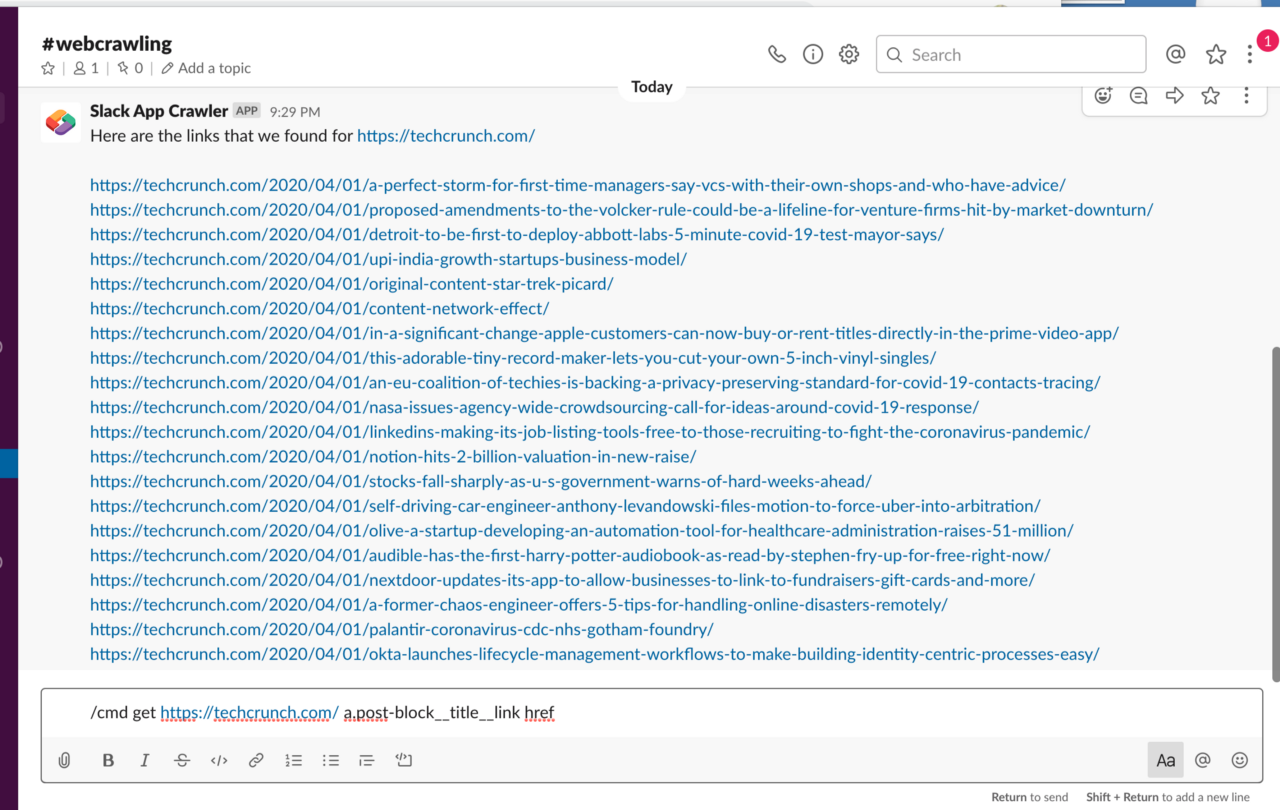 #webcrawling
1 0 Add a topic
Search
1
Today
Slack App Crawler APP 9:29 PM
Here are the links that we found for https://techcrunch.com/
https://techcrunch.com/2020/04/01/a-perfect-storm-for-first-time-managers-say-vcs-with-their-own-shops-and-who-have-advice/
https://techcrunch.com/2020/04/01/proposed-amendments-to-the-volcker-rule-could-be-a-lifeline-for-venture-firms-hit-by-market-downturn/
https://techcrunch.com/2020/04/01/detroit-to-be-first-to-deploy-abbott-labs-5-minute-covid-19-test-mayor-says/
https://techcrunch.com/2020/04/01/upi-india-growth-startups-business-model/
https://techcrunch.com/2020/04/01/original-content-star-trek-picard/
https://techcrunch.com/2020/04/01/content-network-effect/
https://techcrunch.com/2020/04/01/in-a-significant-change-apple-customers-can-now-buy-or-rent-titles-directly-in-the-prime-video-app/
https://techcrunch.com/2020/04/01/this-adorable-tiny-record-maker-lets-you-cut-your-own-5-inch-vinyl-singles/
https://techcrunch.com/2020/04/01/an-eu-coalition-of-techies-is-backing-a-privacy-preserving-standard-for-covid-19-contacts-tracing/
https://techcrunch.com/2020/04/01/nasa-issues-agency-wide-crowdsourcing-call-for-ideas-around-covid-19-response/
https://techcrunch.com/2020/04/01/linkedins-making-its-job-listing-tools-free-to-those-recruiting-to-fight-the-coronavirus-pandemic/
https://techcrunch.com/2020/04/01/notion-hits-2-billion-valuation-in-new-raise/
https://techcrunch.com/2020/04/01/stocks-fall-sharply-as-u-s-government-warns-of-hard-weeks-ahead/
https://techcrunch.com/2020/04/01/self-driving-car-engineer-anthony-levandowski-files-motion-to-force-uber-into-arbitration/
https://techcrunch.com/2020/04/01/olive-a-startup-developing-an-automation-tool-for-healthcare-administration-raises-51-million/
https://techcrunch.com/2020/04/01/audible-has-the-first-harry-potter-audiobook-as-read-by-stephen-fry-up-for-free-right-now/
https://techcrunch.com/2020/04/01/nextdoor-updates-its-app-to-allow-businesses-to-link-to-fundraisers-gift-cards-and-more/
https://techcrunch.com/2020/04/01/a-former-chaos-engineer-offers-5-tips-for-handling-online-disasters-remotely/
https://techcrunch.com/2020/04/01/palantir-coronavirus-cdc-nhs-gotham-foundry/
https://techcrunch.com/2020/04/01/okta-launches-lifecycle-management-workflows-to-make-building-identity-centric-processes-easy/
/cmd get https://techcrunch.com/ a.post-block__title__link href
B I S Aa @
Return to send Shift + Return to add a new line